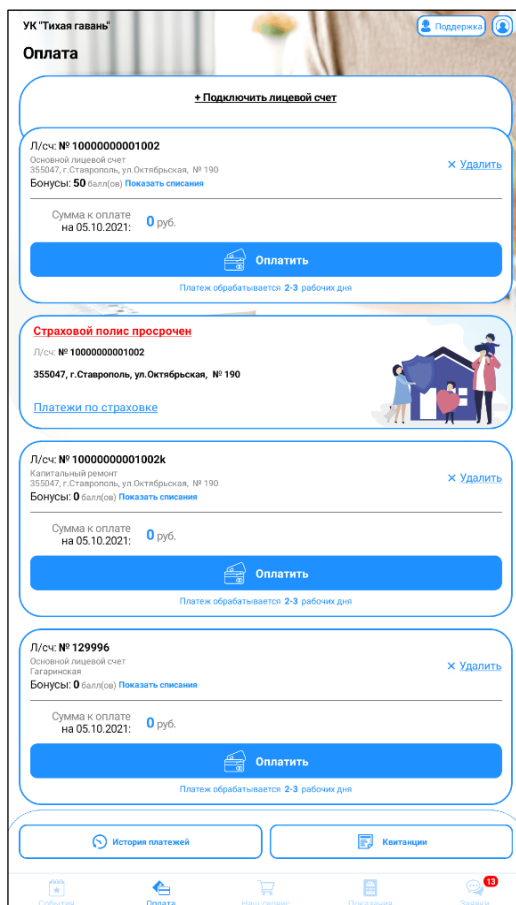 УК "Тихая гавань"
Поддержка
Оплата
+ Подключить лицевой счет
Л/сч: № 10000000001002
Основной лицевой счет
355047, г.Ставрополь, ул.Октябрьская, № 190
× Удалить
Бонусы: 50 балл(ов) Показать списания
Сумма к оплате
на 05.10.2021:
0 руб.
Оплатить
Платеж обрабатывается 2-3 рабочих дня
Страховой полис просрочен
Л/сч: № 10000000001002
355047, г.Ставрополь, ул.Октябрьская, № 190
Платежи по страховке
Л/сч: № 10000000001002k
Капитальный ремонт
355047, г.Ставрополь, ул.Октябрьская, № 190
× Удалить
Бонусы: 0 балл(ов) Показать списания
Сумма к оплате
на 05.10.2021:
0 руб.
Оплатить
Платеж обрабатывается 2-3 рабочих дня
Л/сч: № 129996
Основной лицевой счет
Гагаринская
× Удалить
Бонусы: 0 балл(ов) Показать списания
Сумма к оплате
на 05.10.2021:
0 руб.
Оплатить
Платеж обрабатывается 2-3 рабочих дня
История платежей
Квитанции
13
События
Оплата
Наш сервис
Показания
Заявки